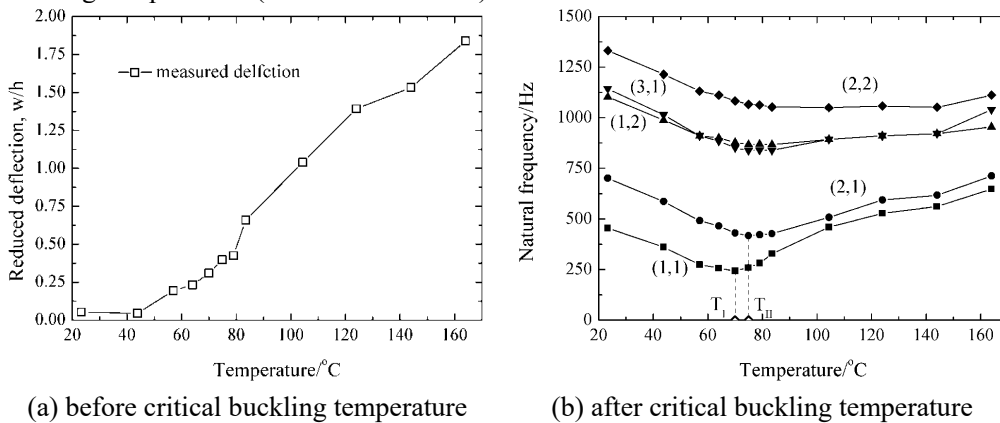 2.00
1.75
1.50
1.25
1.00
0.75
0.50
0.25
0.00
20 40 60 80 100 120 140 160
Reduced deflection, w/h
Temperature/°C
measured delfction
(a) before critical buckling temperature
1500
1250
1000
750
500
250
0
20 40 60 80 100 120 140 160
Natural frequency/Hz
Temperature/°C
(3,1)
(2,2)
(1,2)
(2,1)
(1,1)
T_I
T_II
(b) after critical buckling temperature